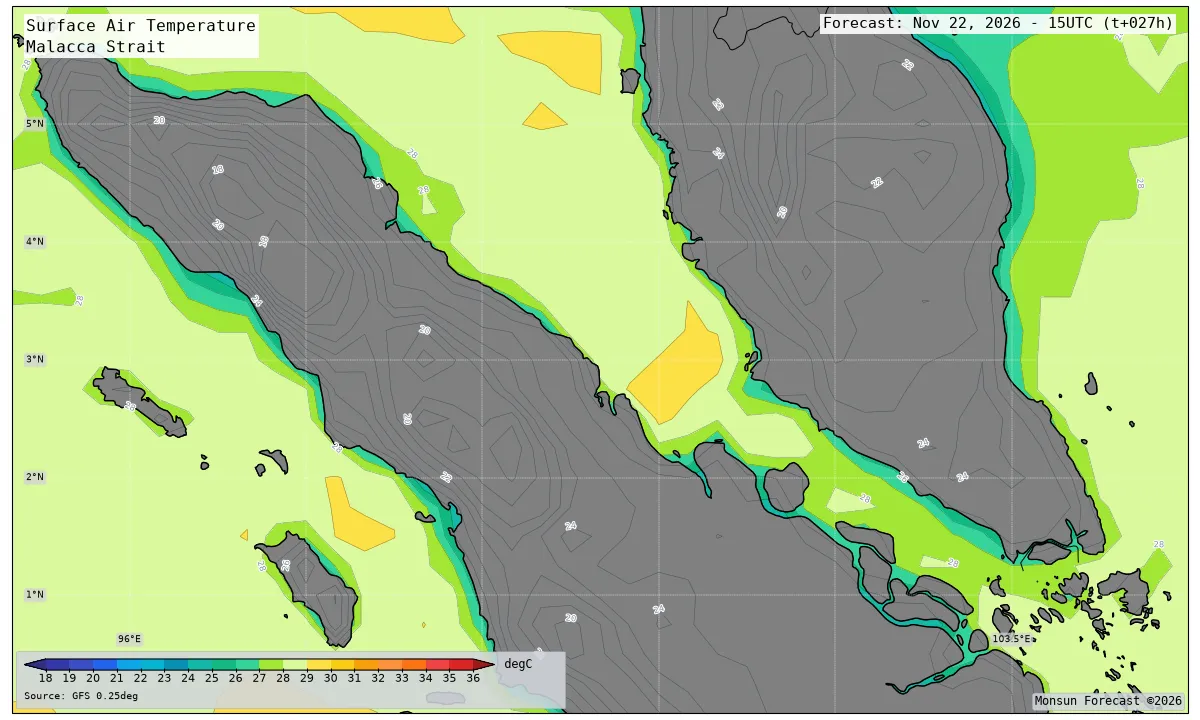 Surface Air Temperature
Malacca Strait
Forecast: Nov 22, 2026 - 15UTC (t+027h)
28
28
22
22
5°N
20
24
28
28
18
28
28
28
28
20
20
4°N
18
28
24
20
3°N
28
20
24
28
22
2°N
28
24
28
24
28
28
28
26
1°N
24
20
96°E
103.5°E
degC
18 19 20 21 22 23 24 25 26 27 28 29 30 31 32 33 34 35 36
Source: GFS 0.25deg
Monsun Forecast ©2026